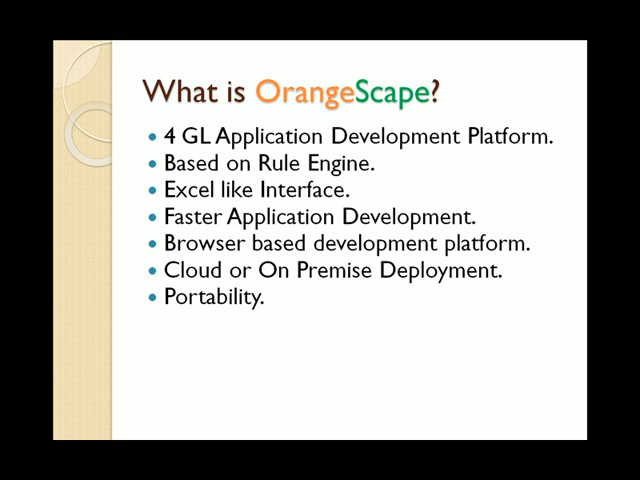 What is OrangeScape?
• 4 GL Application Development Platform.
• Based on Rule Engine.
• Excel like Interface.
• Faster Application Development.
• Browser based development platform.
• Cloud or On Premise Deployment.
• Portability.